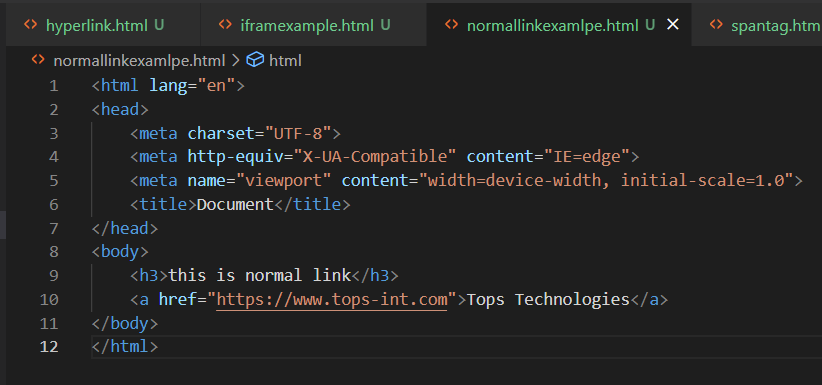 hyperlink.html U iframexample.html U normallinkexamlpe.html U spantag.htm
normallinkexamlpe.html > html
1 <html lang="en">
2 <head>
3 <meta charset="UTF-8">
4 <meta http-equiv="X-UA-Compatible" content="IE=edge">
5 <meta name="viewport" content="width=device-width, initial-scale=1.0">
6 <title>Document</title>
7 </head>
8 <body>
9 <h3>this is normal link</h3>
10 <a href="https://www.tops-int.com">Tops Technologies</a>
11 </body>
12 </html>